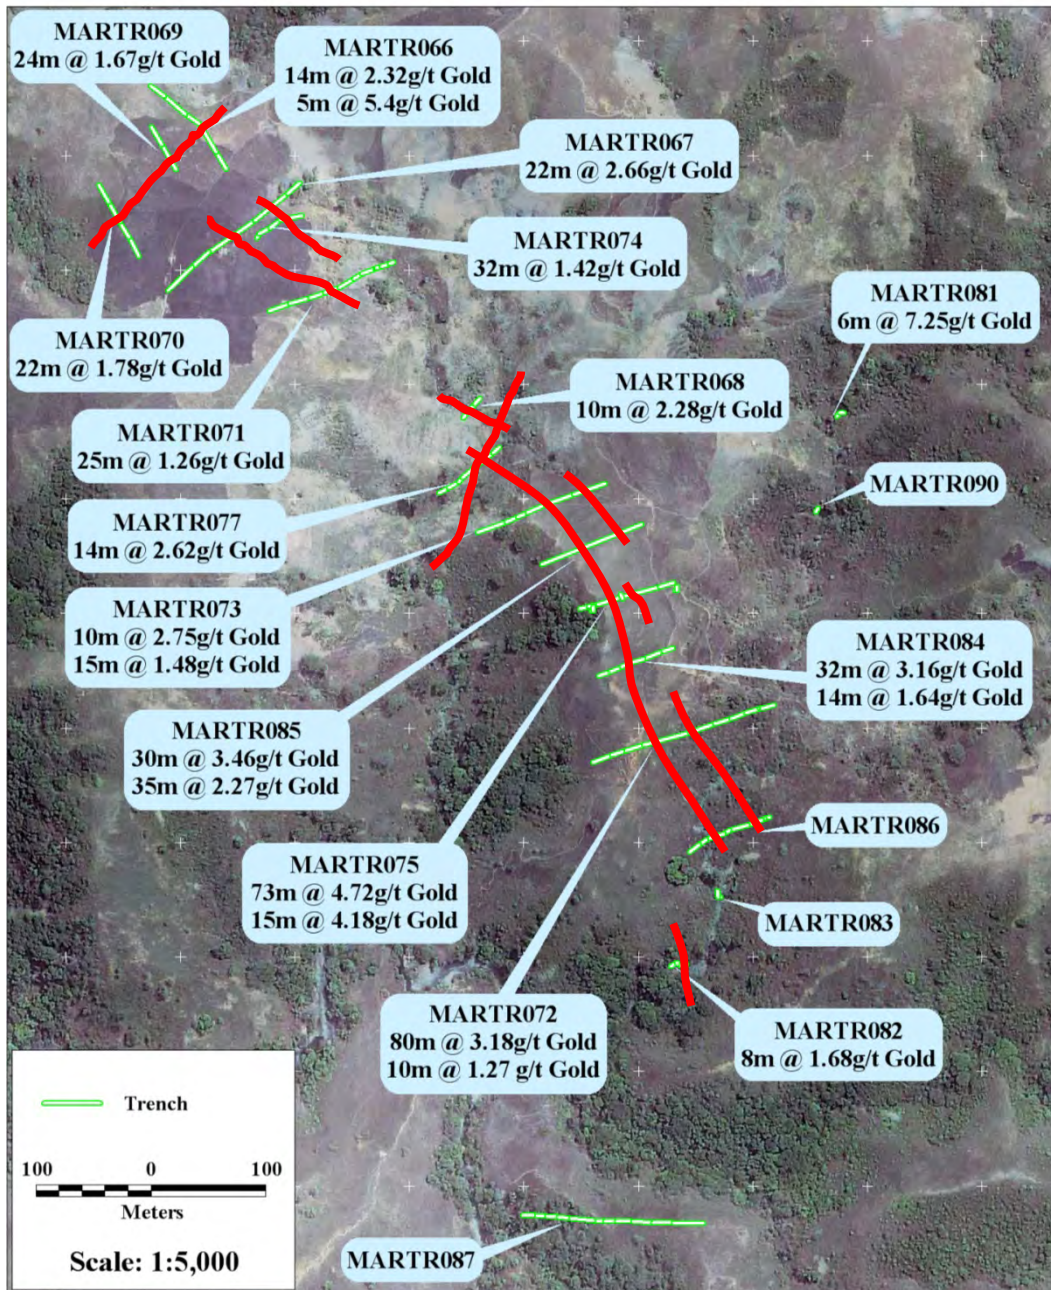 MARTR069
24m @ 1.67g/t Gold
MARTR066
14m @ 2.32g/t Gold
5m @ 5.4g/t Gold
MARTR067
22m @ 2.66g/t Gold
MARTR074
32m @ 1.42g/t Gold
MARTR081
6m @ 7.25g/t Gold
MARTR070
22m @ 1.78g/t Gold
MARTR068
10m @ 2.28g/t Gold
MARTR071
25m @ 1.26g/t Gold
MARTR090
MARTR077
14m @ 2.62g/t Gold
MARTR073
10m @ 2.75g/t Gold
15m @ 1.48g/t Gold
MARTR084
32m @ 3.16g/t Gold
14m @ 1.64g/t Gold
MARTR085
30m @ 3.46g/t Gold
35m @ 2.27g/t Gold
MARTR086
MARTR075
73m @ 4.72g/t Gold
15m @ 4.18g/t Gold
MARTR083
MARTR072
80m @ 3.18g/t Gold
10m @ 1.27 g/t Gold
MARTR082
8m @ 1.68g/t Gold
Trench
100 0 100
Meters
Scale: 1:5,000
MARTR087